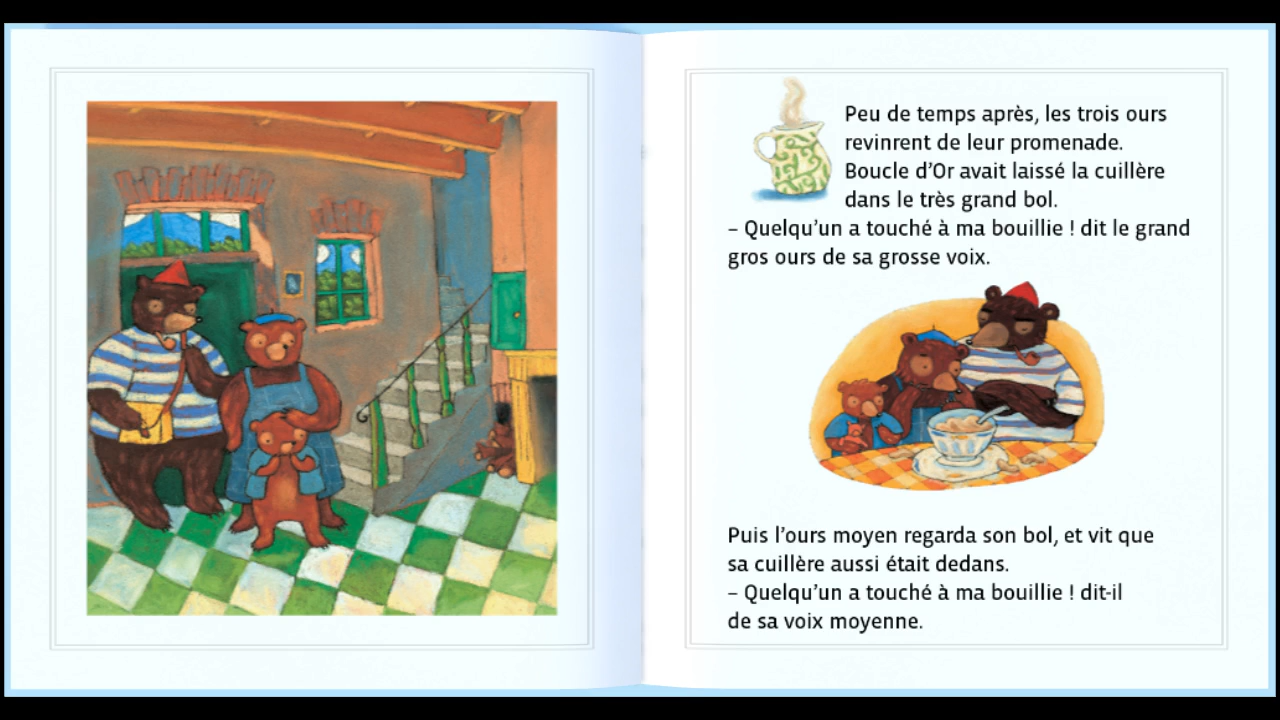 Peu de temps après, les trois ours
revinrent de leur promenade.
Boucle d’Or avait laissé la cuillère
dans le très grand bol.
– Quelqu’un a touché à ma bouillie ! dit le grand
gros ours de sa grosse voix.
Puis l’ours moyen regarda son bol, et vit que
sa cuillère aussi était dedans.
– Quelqu’un a touché à ma bouillie ! dit-il
de sa voix moyenne.